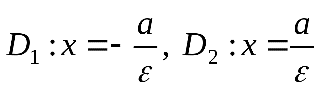 D₁ : x = - a/ε , D₂ : x = a/ε